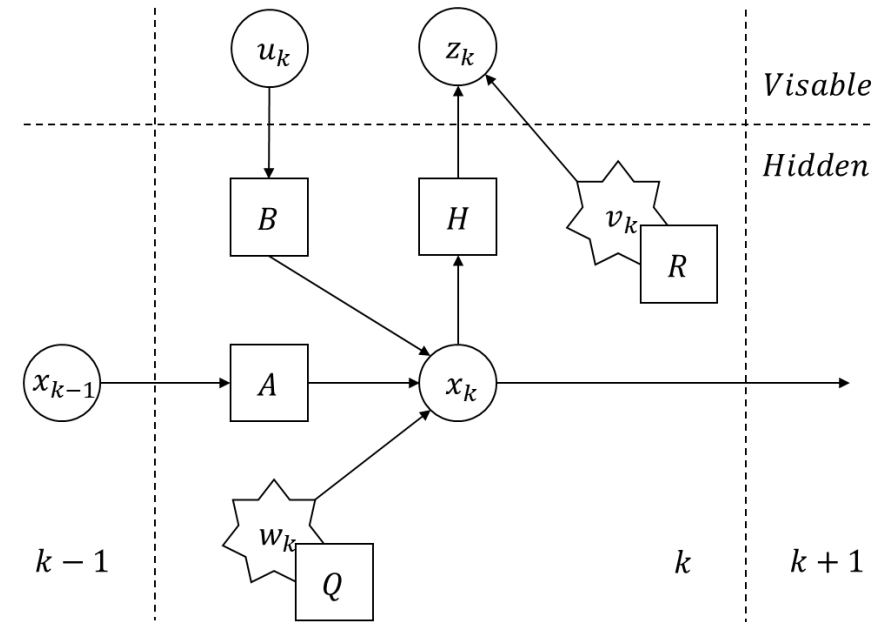 u_k
z_k
Visable
Hidden
B
H
v_k
R
x_{k-1}
A
x_k
w_k
Q
k − 1
k
k + 1